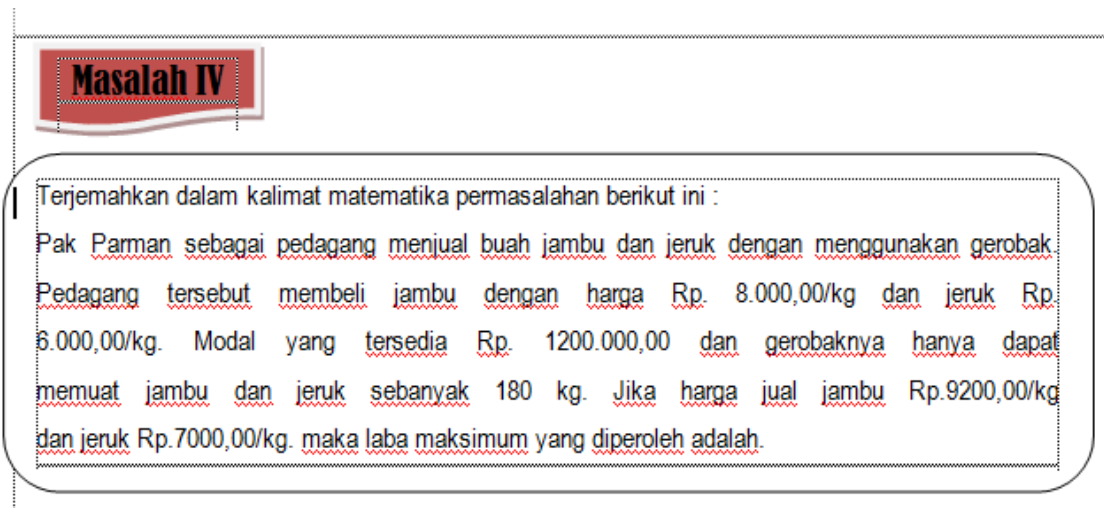 Masalah IV
Terjemahkan dalam kalimat matematika permasalahan berikut ini :
Pak Parman sebagai pedagang menjual buah jambu dan jeruk dengan menggunakan gerobak.
Pedagang tersebut membeli jambu dengan harga Rp. 8.000,00/kg dan jeruk Rp.
6.000,00/kg. Modal yang tersedia Rp. 1200.000,00 dan gerobaknya hanya dapat
memuat jambu dan jeruk sebanyak 180 kg. Jika harga jual jambu Rp.9200,00/kg
dan jeruk Rp.7000,00/kg. maka laba maksimum yang diperoleh adalah.